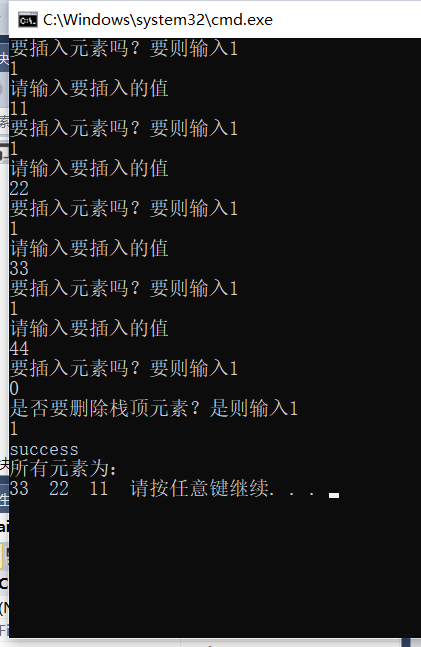 C:\Windows\system32\cmd.exe
要插入元素吗？要则输入1
1
请输入要插入的值
11
要插入元素吗？要则输入1
1
请输入要插入的值
22
要插入元素吗？要则输入1
1
请输入要插入的值
33
要插入元素吗？要则输入1
1
请输入要插入的值
44
要插入元素吗？要则输入1
0
是否要删除栈顶元素？是则输入1
1
success
所有元素为：
33  22  11  请按任意键继续. . .